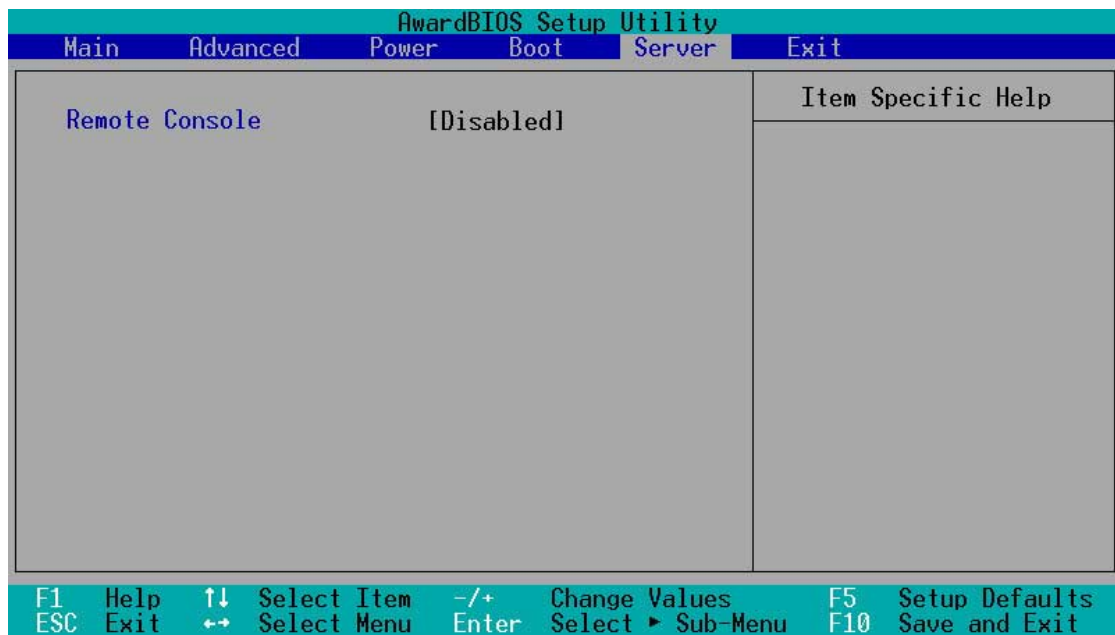 AwardBIOS Setup Utility
Main Advanced Power Boot Server Exit
Item Specific Help
Remote Console [Disabled]
F1 Help ↑↓ Select Item -/+ Change Values F5 Setup Defaults
ESC Exit ←→ Select Menu Enter Select ► Sub-Menu F10 Save and Exit